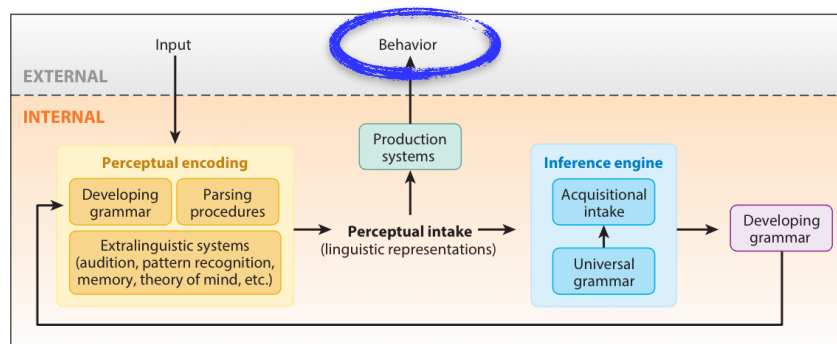 Input
Behavior
EXTERNAL
INTERNAL
Perceptual encoding
Developing
grammar
Parsing
procedures
Extralinguistic systems
(audition, pattern recognition,
memory, theory of mind, etc.)
Production
systems
Perceptual intake
(linguistic representations)
Inference engine
Acquisitional
intake
Universal
grammar
Developing
grammar